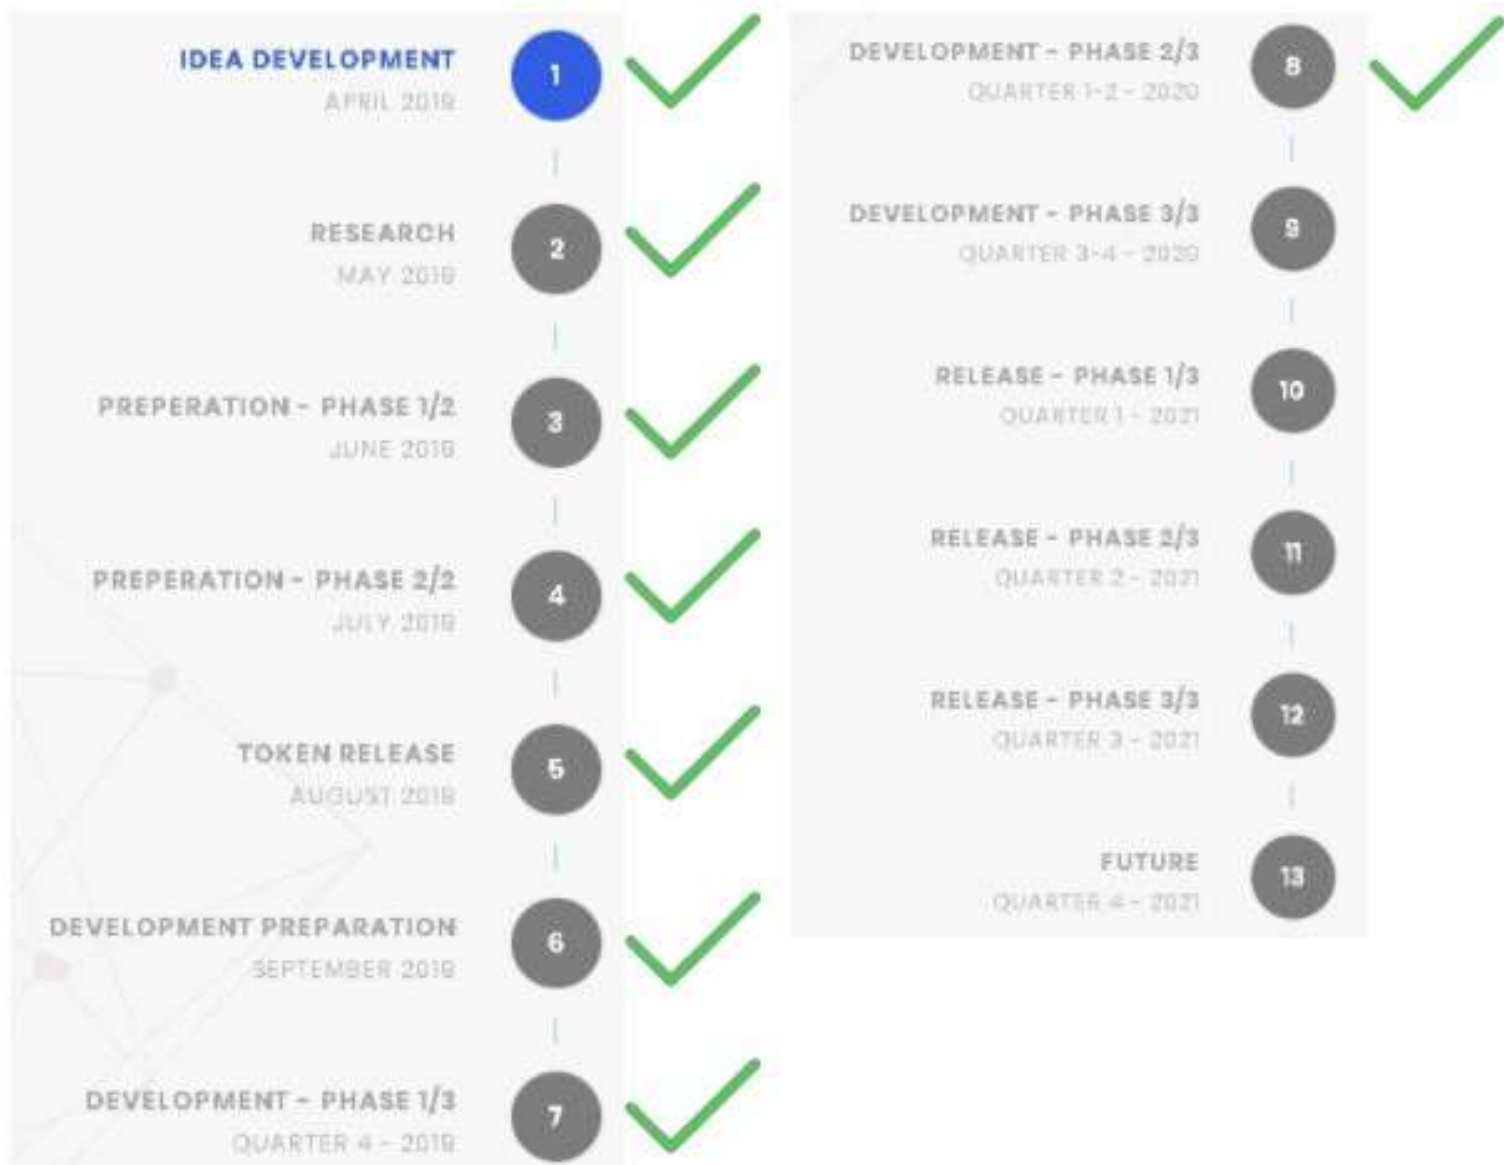 IDEA DEVELOPMENT
APRIL 2019
1
RESEARCH
MAY 2019
2
PREPERATION - PHASE 1/2
JUNE 2019
3
PREPERATION - PHASE 2/2
JULY 2019
4
TOKEN RELEASE
AUGUST 2019
5
DEVELOPMENT PREPARATION
SEPTEMBER 2019
6
DEVELOPMENT - PHASE 1/3
QUARTER 4 - 2019
7
DEVELOPMENT - PHASE 2/3
QUARTER 1-2 - 2020
8
DEVELOPMENT - PHASE 3/3
QUARTER 3-4 - 2020
9
RELEASE - PHASE 1/3
QUARTER 1 - 2021
10
RELEASE - PHASE 2/3
QUARTER 2 - 2021
11
RELEASE - PHASE 3/3
QUARTER 3 - 2021
12
FUTURE
QUARTER 4 - 2021
13